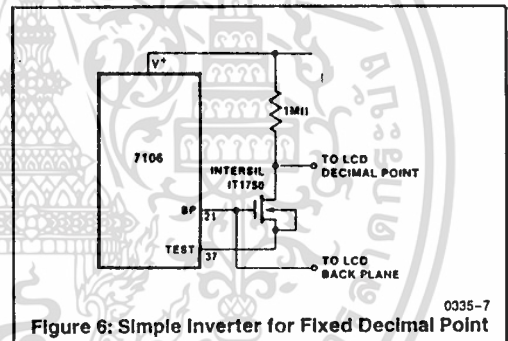 V+
1MΩ
7106
TO LCD
DECIMAL POINT
INTERSIL
IT1750
BP
21
TEST
37
TO LCD
BACK PLANE
0335-7
Figure 6: Simple Inverter for Fixed Decimal Point